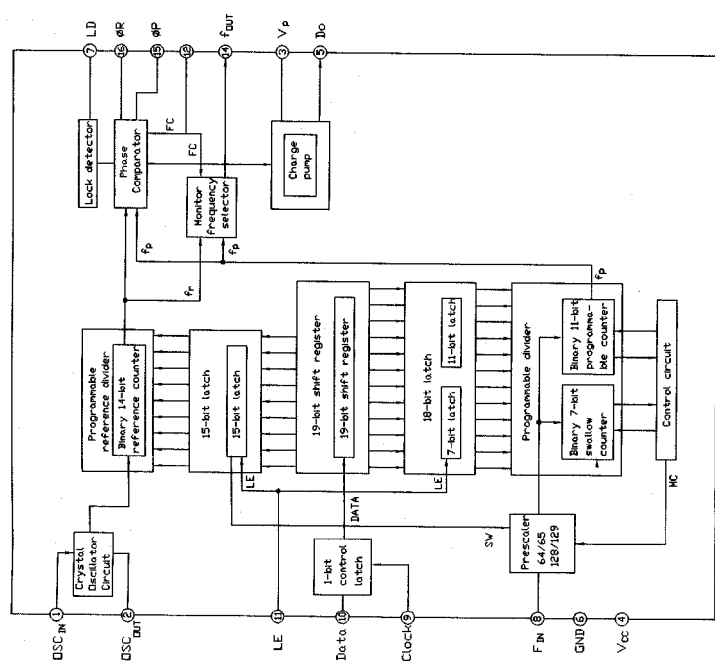 OSC IN
1
OSC OUT
2
LE
11
Data
10
Clock
9
F IN
8
GND
6
VCC
4
Crystal
Oscillator
Circuit
1-bit
control
latch
Prescaler
64/65
128/129
SW
MC
DATA
LE
LE
Programmable
reference divider
Binary 14-bit
reference counter
15-bit latch
15-bit latch
19-bit shift register
19-bit shift register
18-bit latch
7-bit latch
11-bit latch
Programmable divider
Binary 7-bit
swallow
counter
Binary 11-bit
programma-
ble counter
Control circuit
fr
fp
fp
fp
Lock detector
Phase
Comparator
FC
FC
Monitor
frequency
selector
Charge
pump
7
LD
16
ØR
15
ØP
12
14
fOUT
3
Vp
5
Do